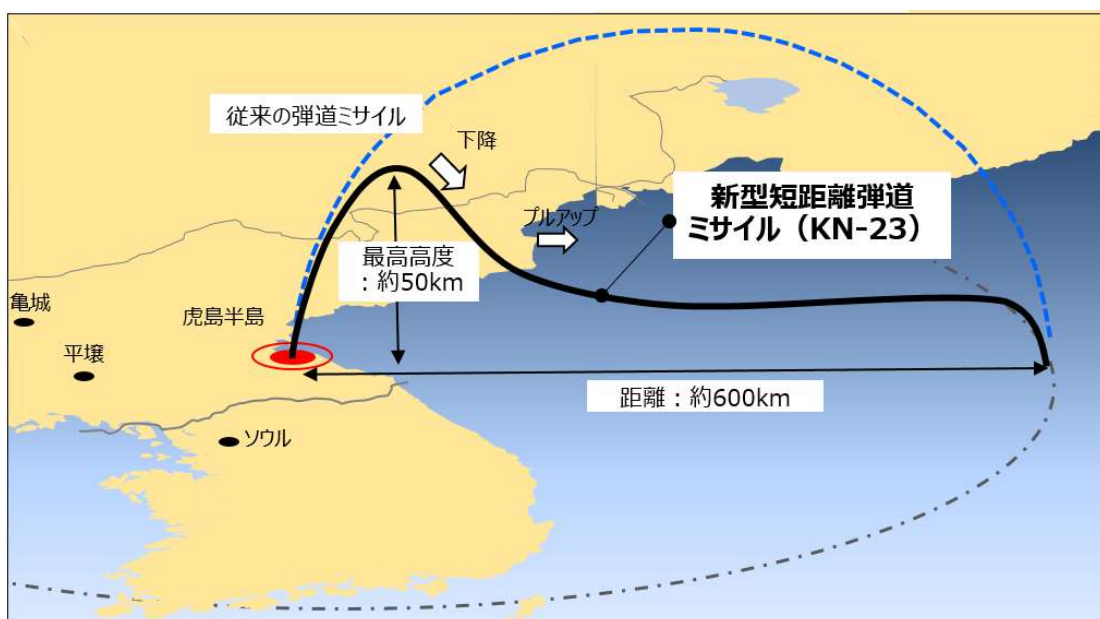 従来の弾道ミサイル
下降
新型短距離弾道
ミサイル（KN-23）
プルアップ
最高高度
：約50km
亀城
虎島半島
平壌
距離：約600km
ソウル